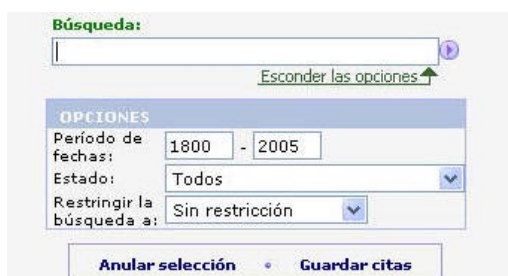 Búsqueda:
Esconder las opciones
OPCIONES
Período de
fechas:
1800 - 2005
Estado: Todos
Restringir la
búsqueda a: Sin restricción
Anular selección • Guardar citas